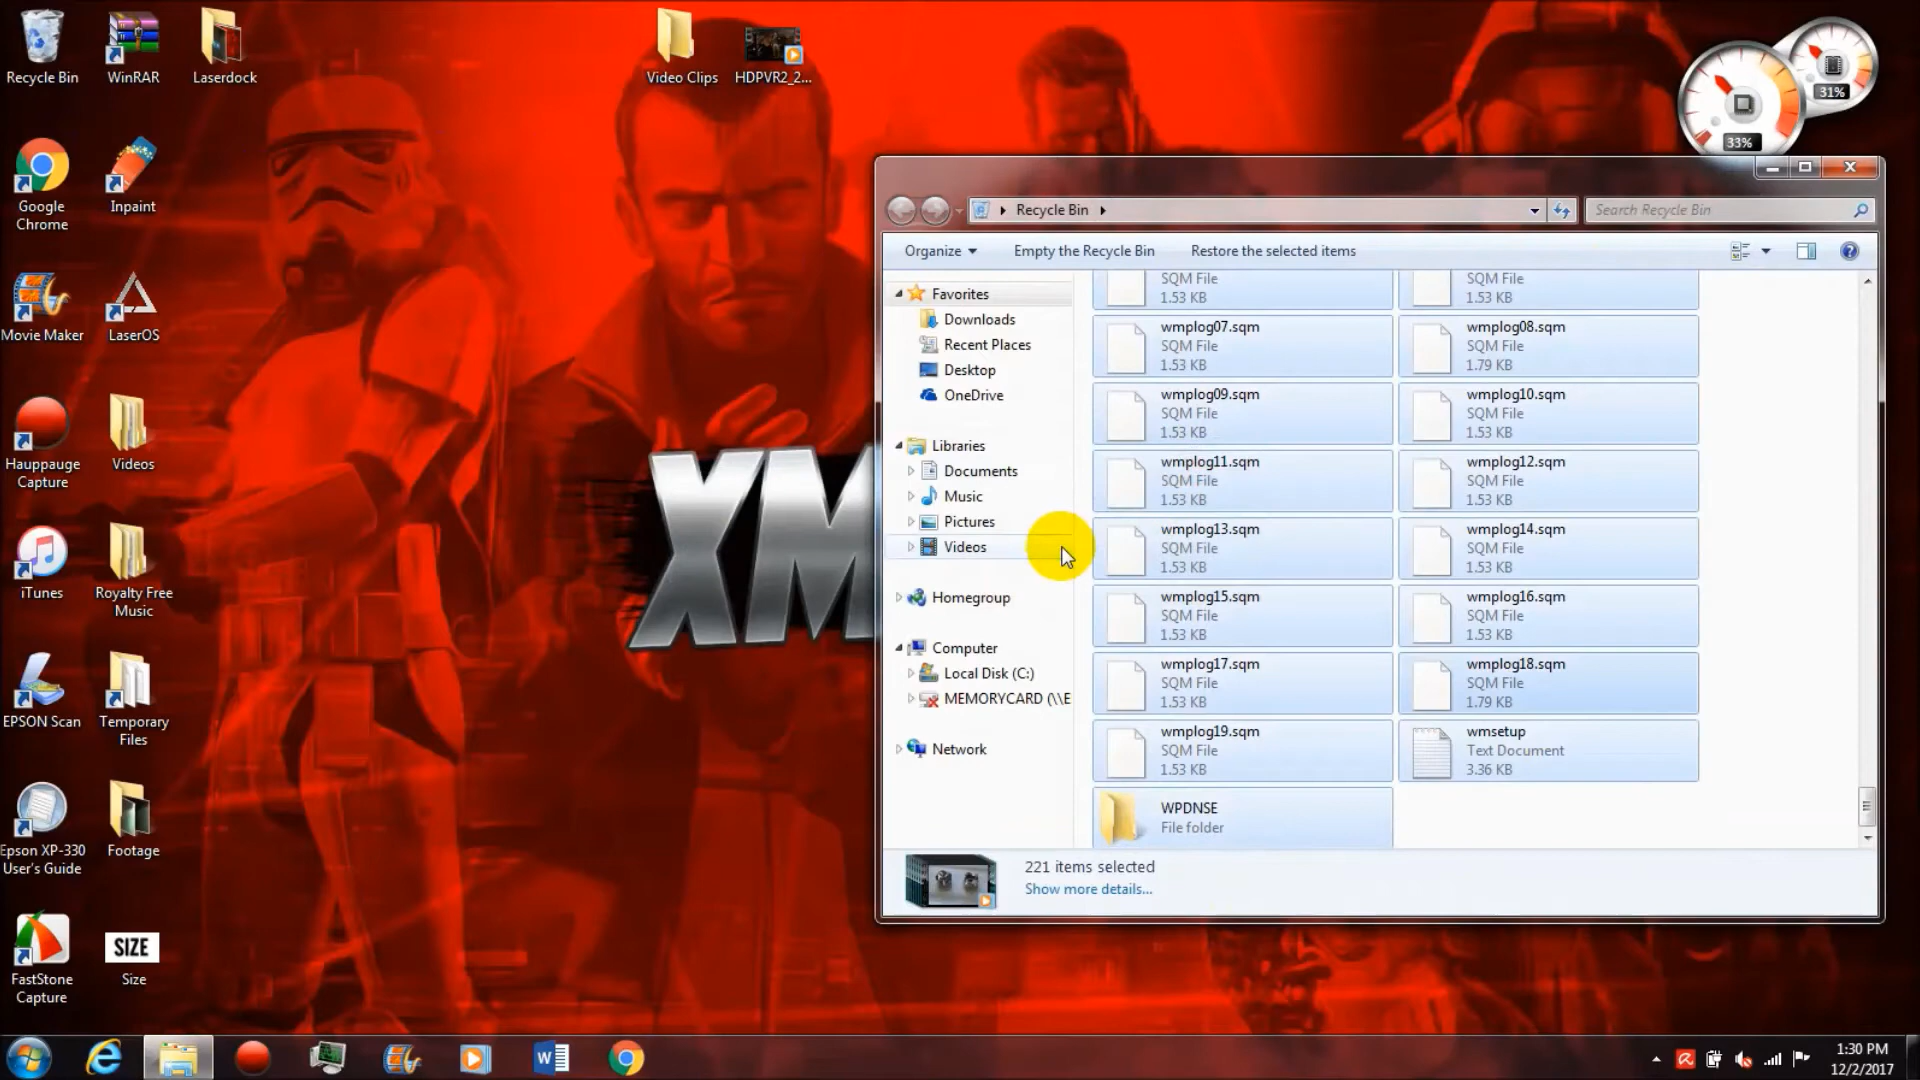 Recycle Bin
WinRAR
Laserdock
Video Clips
HDPVR2_2...
31%
33%
Google
Chrome
Inpaint
Movie Maker
LaserOS
Hauppauge
Capture
Videos
iTunes
Royalty Free
Music
EPSON Scan
Temporary
Files
Epson XP-330
User's Guide
Footage
FastStone
Capture
SIZE
Size
XM
Recycle Bin
Search Recycle Bin
Organize
Empty the Recycle Bin
Restore the selected items
Favorites
Downloads
Recent Places
Desktop
OneDrive
Libraries
Documents
Music
Pictures
Videos
Homegroup
Computer
Local Disk (C:)
MEMORYCARD (\\E
Network
SQM File
1.53 KB
SQM File
1.53 KB
wmplog07.sqm
SQM File
1.53 KB
wmplog08.sqm
SQM File
1.79 KB
wmplog09.sqm
SQM File
1.53 KB
wmplog10.sqm
SQM File
1.53 KB
wmplog11.sqm
SQM File
1.53 KB
wmplog12.sqm
SQM File
1.53 KB
wmplog13.sqm
SQM File
1.53 KB
wmplog14.sqm
SQM File
1.53 KB
wmplog15.sqm
SQM File
1.53 KB
wmplog16.sqm
SQM File
1.53 KB
wmplog17.sqm
SQM File
1.53 KB
wmplog18.sqm
SQM File
1.79 KB
wmplog19.sqm
SQM File
1.53 KB
wmsetup
Text Document
3.36 KB
WPDNSE
File folder
221 items selected
Show more details...
1:30 PM
12/2/2017